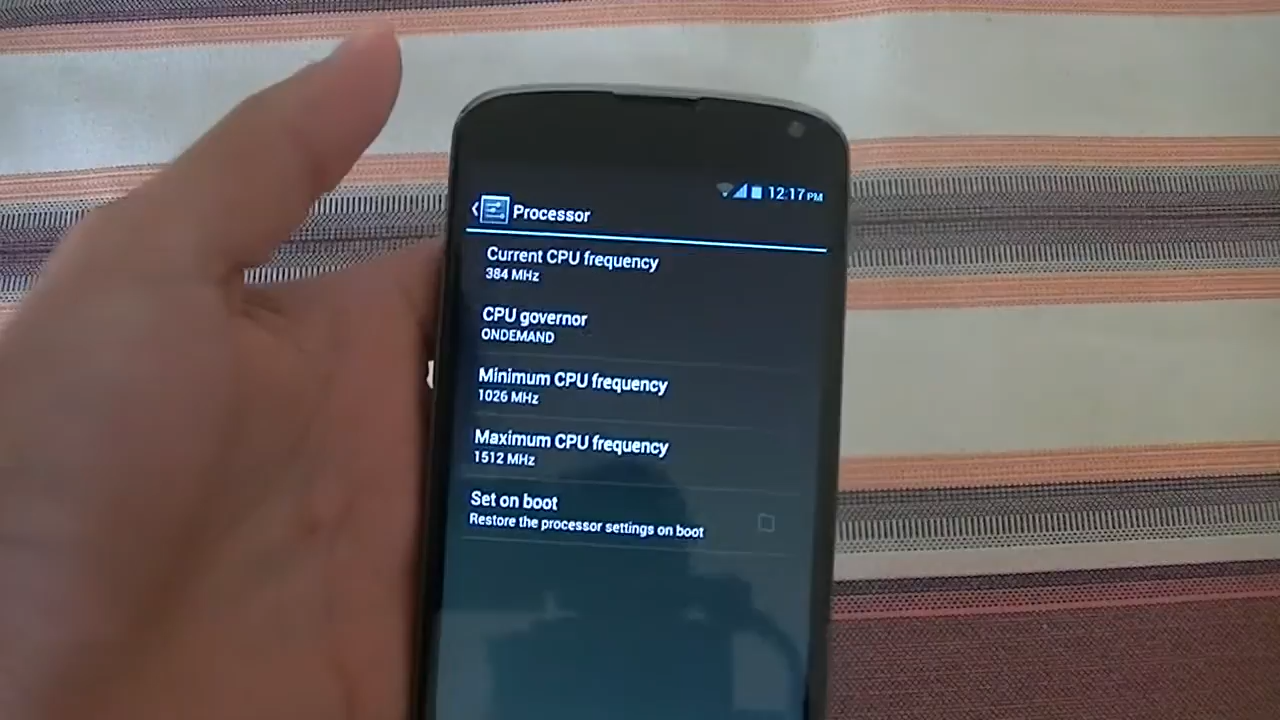 12:17 PM
Processor
Current CPU frequency
384 MHz
CPU governor
ONDEMAND
Minimum CPU frequency
1026 MHz
Maximum CPU frequency
1512 MHz
Set on boot
Restore the processor settings on boot